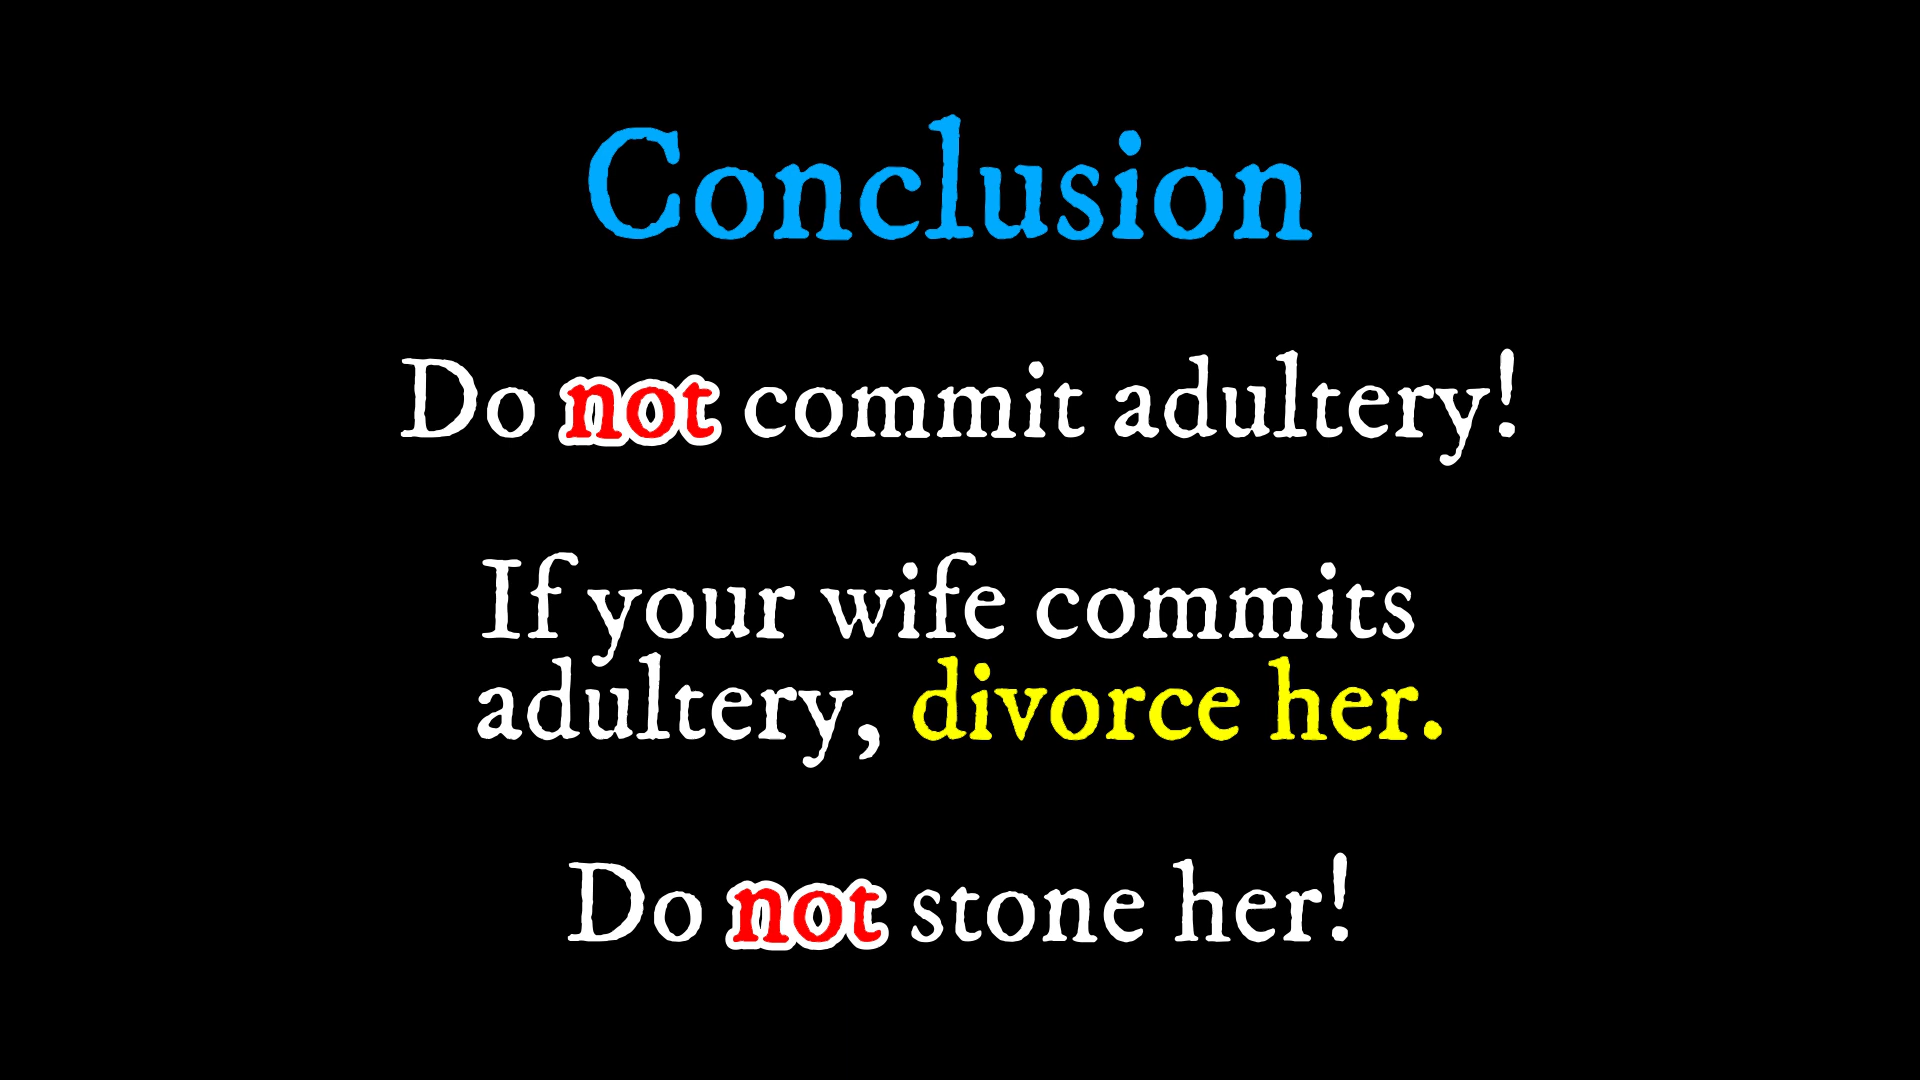 Conclusion
Do not commit adultery!
If your wife commits
adultery, divorce her.
Do not stone her!